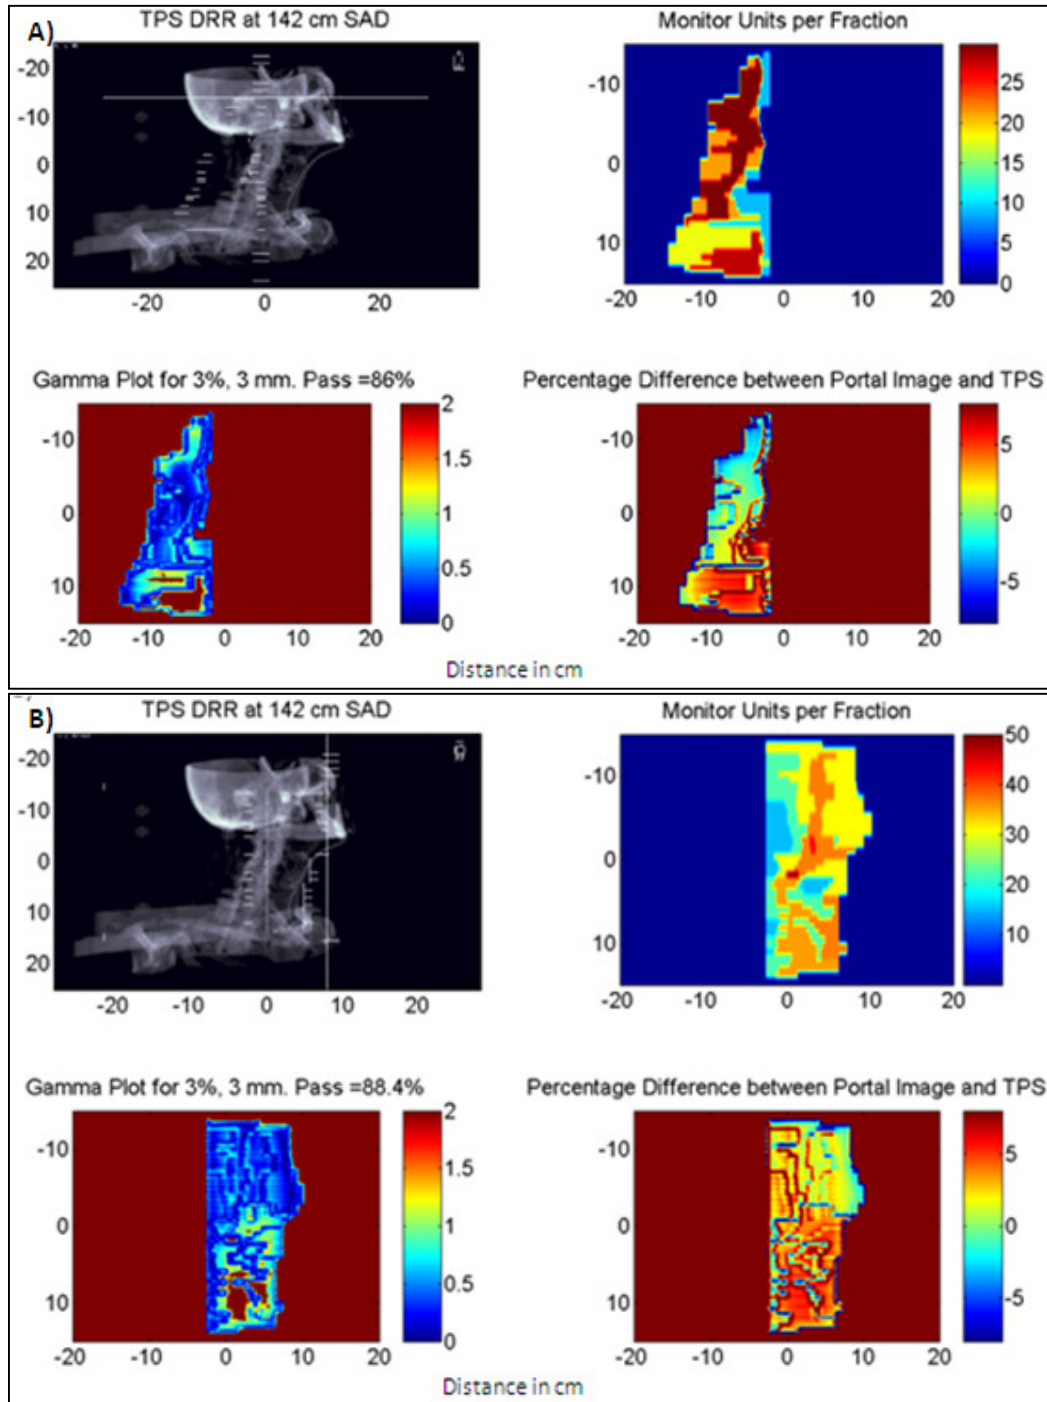 A)
TPS DRR at 142 cm SAD
-20
-10
0
10
20
-20 0 20
Monitor Units per Fraction
-10
0
10
-20 -10 0 10 20
25
20
15
10
5
0
Gamma Plot for 3%, 3 mm. Pass =86%
-10
0
10
-20 -10 0 10 20
2
1.5
1
0.5
0
Percentage Difference between Portal Image and TPS
-10
0
10
-20 -10 0 10 20
5
0
-5
Distance in cm
B)
TPS DRR at 142 cm SAD
-20
-10
0
10
20
-20 -10 0 10 20
Monitor Units per Fraction
-10
0
10
-20 -10 0 10 20
50
40
30
20
10
Gamma Plot for 3%, 3 mm. Pass =88.4%
-10
0
10
-20 -10 0 10 20
2
1.5
1
0.5
0
Percentage Difference between Portal Image and TPS
-10
0
10
-20 -10 0 10 20
5
0
-5
Distance in cm